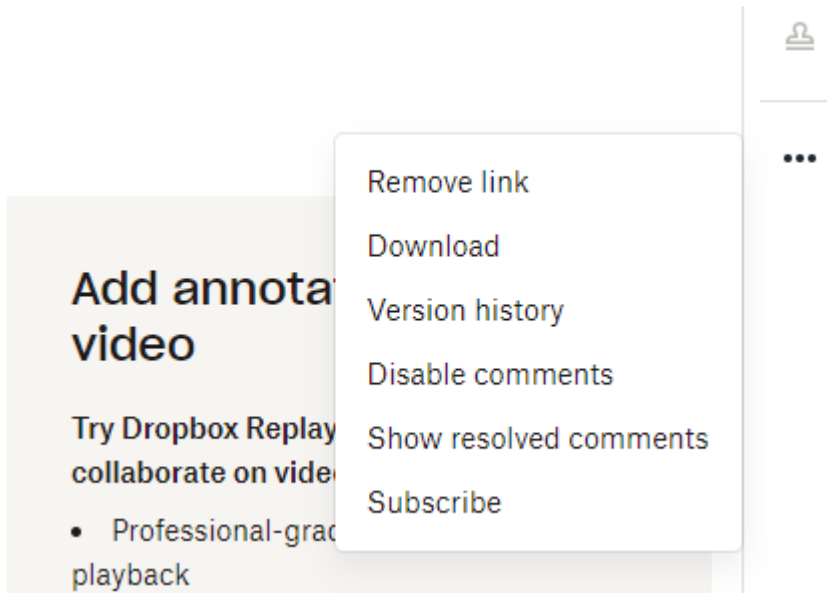 Remove link
Download
Version history
Disable comments
Show resolved comments
Subscribe
Add annota
video
Try Dropbox Replay
collaborate on vide
• Professional-grad
playback